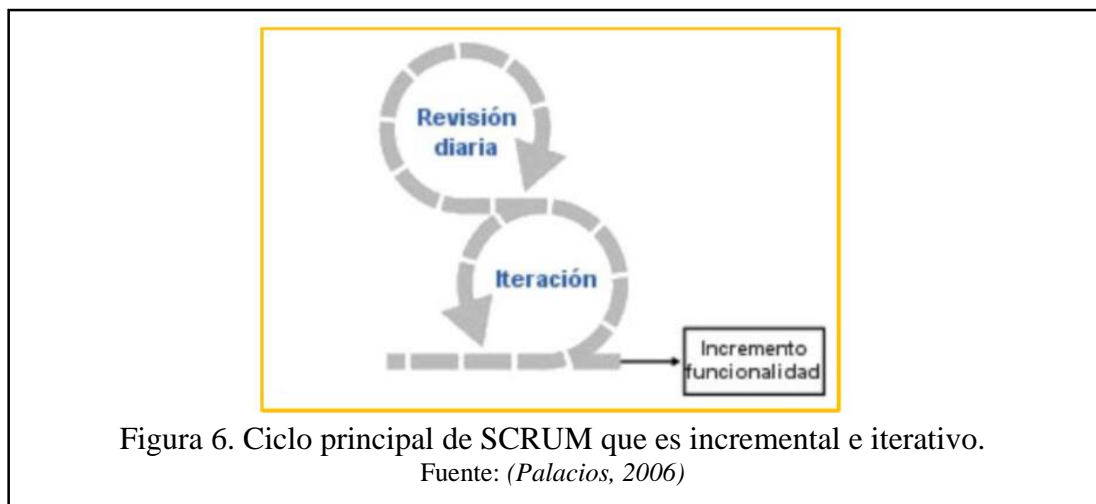 Revisión
diaria
Iteración
Incremento
funcionalidad
Figura 6. Ciclo principal de SCRUM que es incremental e iterativo.
Fuente: (Palacios, 2006)